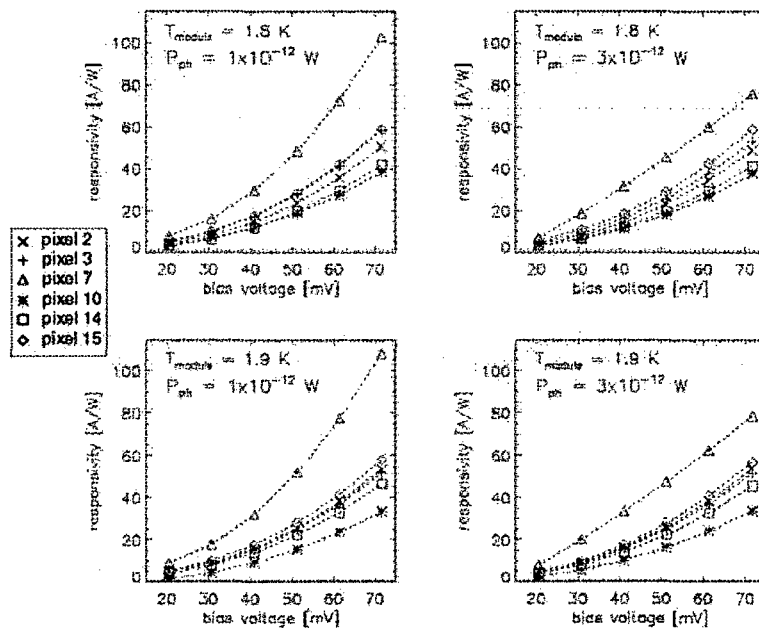 T_module = 1.8 K
P_ph = 1x10^-12 W
responsivity [A/W]
100
80
60
40
20
0
20 30 40 50 60 70
bias voltage [mV]
T_module = 1.8 K
P_ph = 3x10^-12 W
responsivity [A/W]
100
80
60
40
20
0
20 30 40 50 60 70
bias voltage [mV]
pixel 2
pixel 3
pixel 7
pixel 10
pixel 14
pixel 15
T_module = 1.9 K
P_ph = 1x10^-12 W
responsivity [A/W]
100
80
60
40
20
0
20 30 40 50 60 70
bias voltage [mV]
T_module = 1.9 K
P_ph = 3x10^-12 W
responsivity [A/W]
100
80
60
40
20
0
20 30 40 50 60 70
bias voltage [mV]